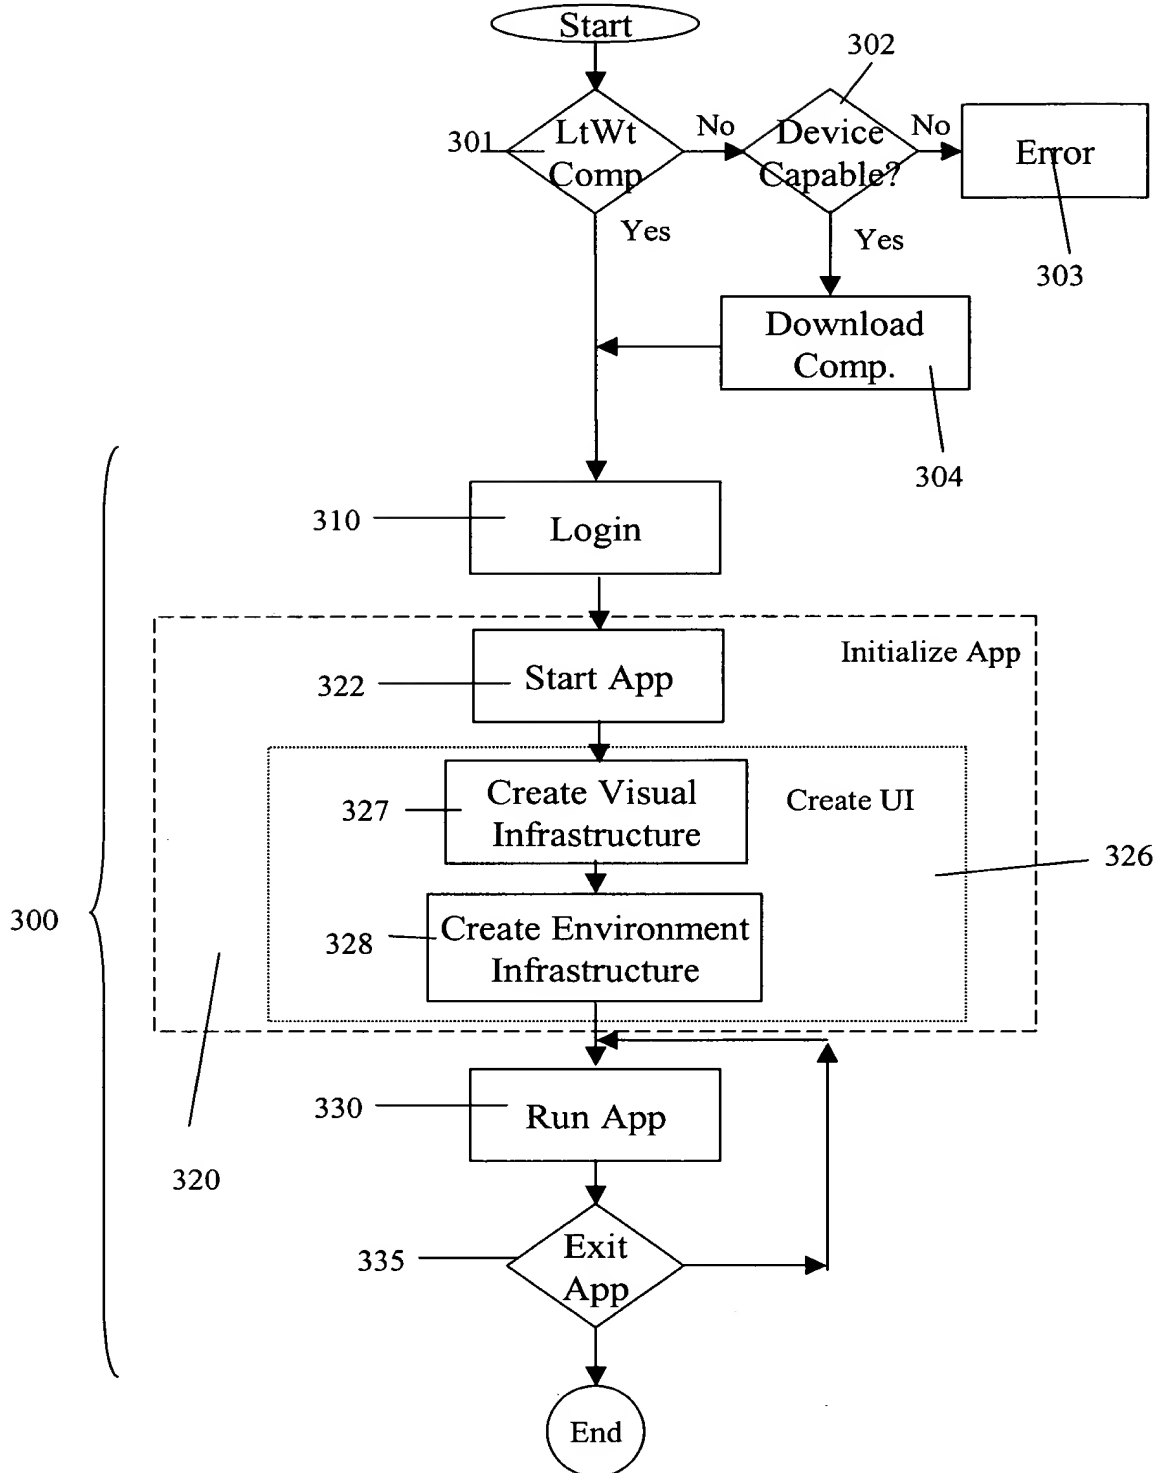 Start
302
301
LtWt
Comp
No
Device
Capable?
No
Error
Yes
Yes
303
Download
Comp.
304
310
Login
Initialize App
322
Start App
Create UI
327
Create Visual
Infrastructure
326
300
328
Create Environment
Infrastructure
330
Run App
320
335
Exit
App
End